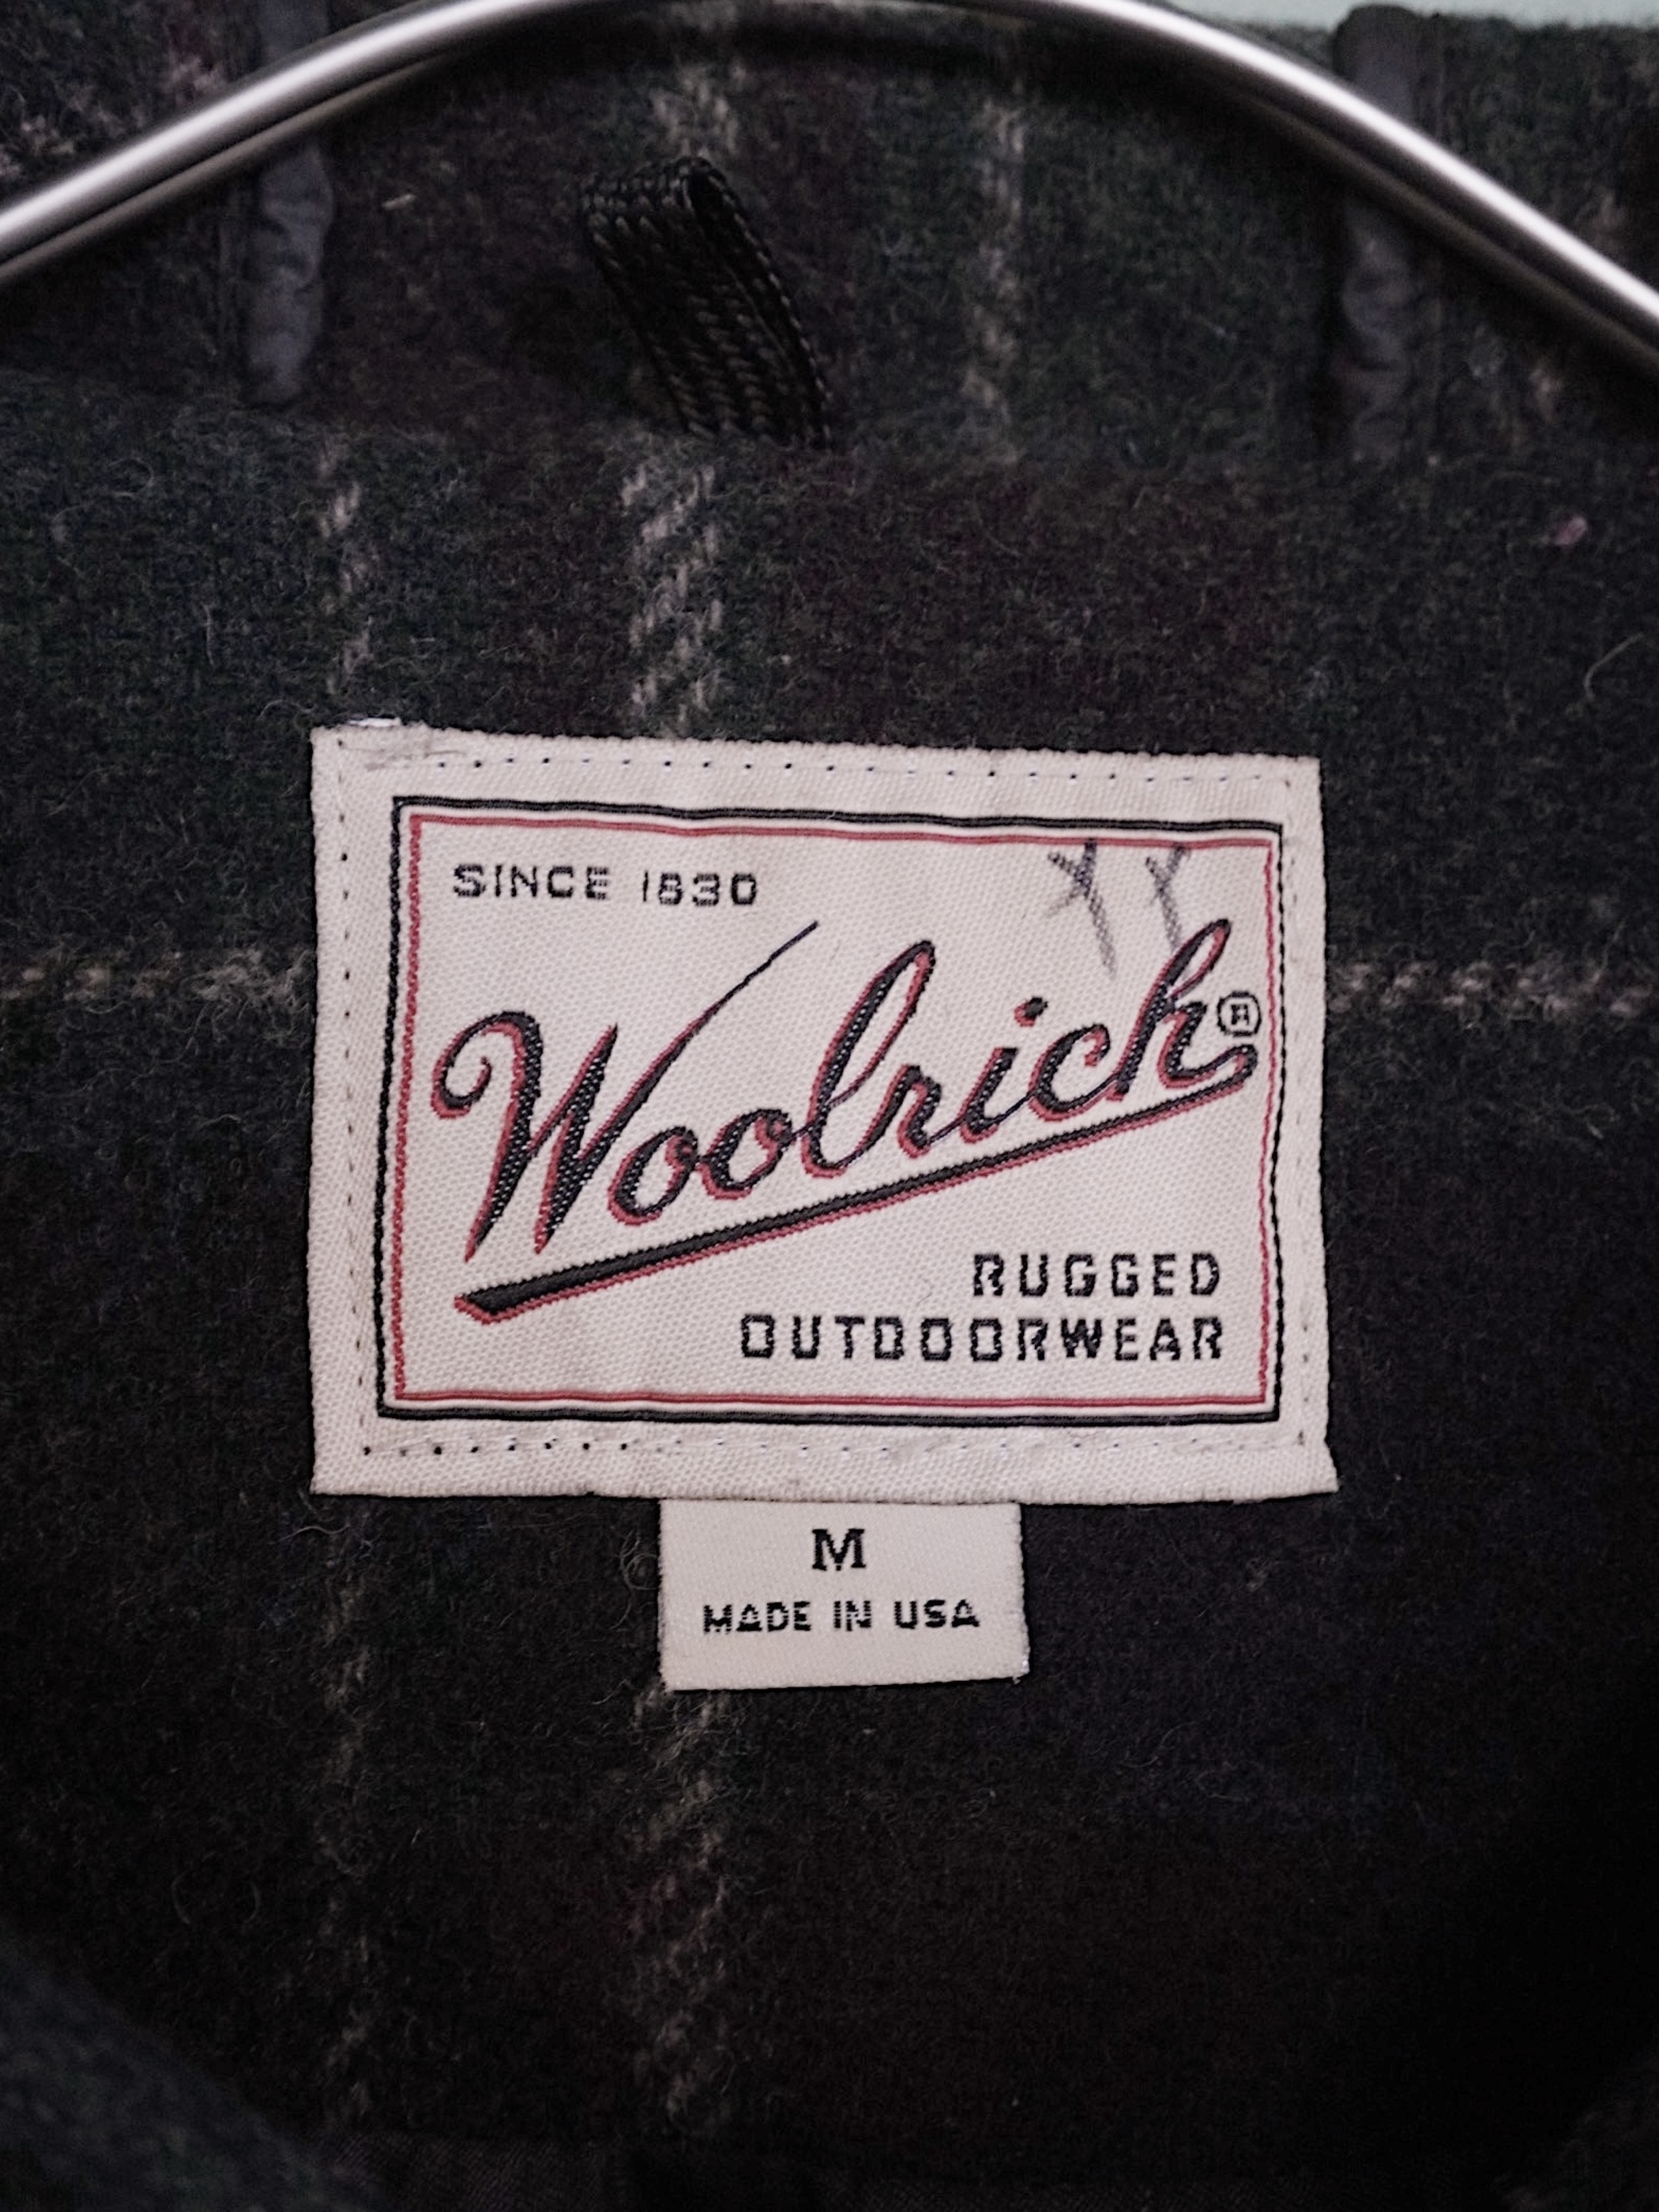 SINCE 1830
Woolrich®
RUGGED
OUTDOORWEAR
M
MADE IN USA